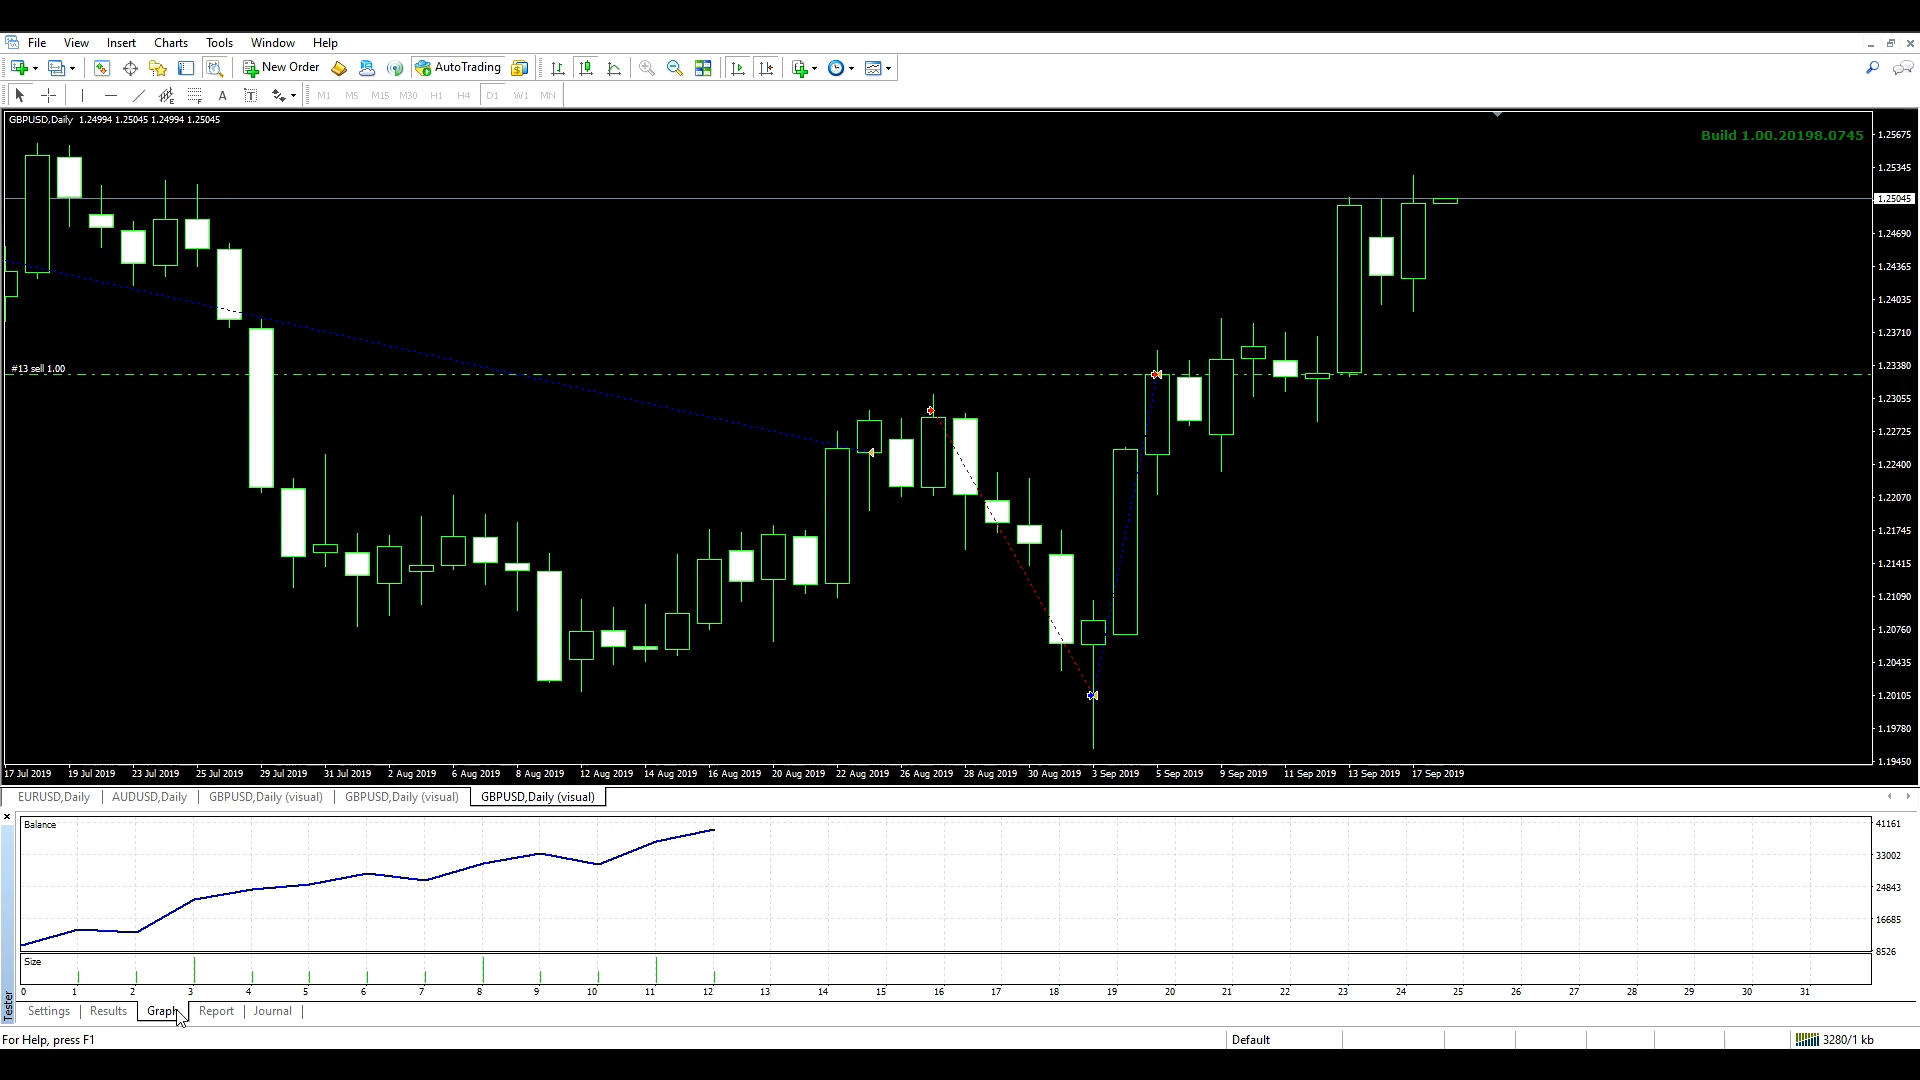 File View Insert Charts Tools Window Help
New Order AutoTrading
A T M1 M5 M15 M30 H1 H4 D1 W1 MN
GBPUSD,Daily 1.24994 1.25045 1.24994 1.25045
Build 1.00.20198.0745
1.25675
1.25345
1.25045
1.24690
1.24365
1.24035
1.23710
#13 sell 1.00
1.23380
1.23055
1.22725
1.22400
1.22070
1.21745
1.21415
1.21090
1.20760
1.20435
1.20105
1.19780
1.19450
17 Jul 2019 19 Jul 2019 23 Jul 2019 25 Jul 2019 29 Jul 2019 31 Jul 2019 2 Aug 2019 6 Aug 2019 8 Aug 2019 12 Aug 2019 14 Aug 2019 16 Aug 2019 20 Aug 2019 22 Aug 2019 26 Aug 2019 28 Aug 2019 30 Aug 2019 3 Sep 2019 5 Sep 2019 9 Sep 2019 11 Sep 2019 13 Sep 2019 17 Sep 2019
EURUSD,Daily AUDUSD,Daily GBPUSD,Daily (visual) GBPUSD,Daily (visual) GBPUSD,Daily (visual)
Balance
41161
33002
24843
16685
8526
Size
0 1 2 3 4 5 6 7 8 9 10 11 12 13 14 15 16 17 18 19 20 21 22 23 24 25 26 27 28 29 30 31
Tester
Settings Results Graph Report Journal
For Help, press F1 Default 3280/1 kb